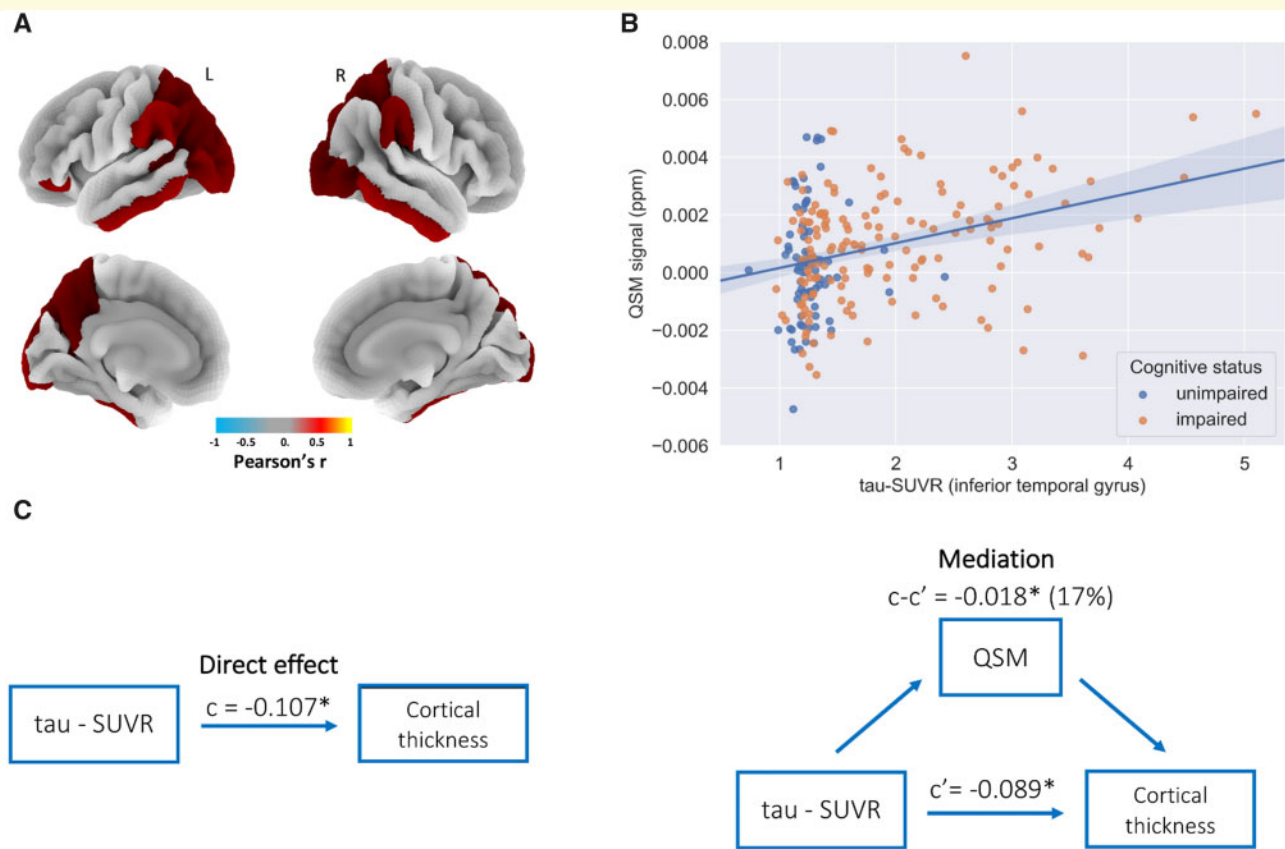 A
L
R
-1 -0.5 0. 0.5 1
Pearson's r
B
0.008
0.006
0.004
0.002
0.000
−0.002
−0.004
−0.006
QSM signal (ppm)
Cognitive status
unimpaired
impaired
1 2 3 4 5
tau-SUVR (inferior temporal gyrus)
C
Direct effect
c = -0.107*
tau - SUVR
Cortical
thickness
Mediation
c-c' = -0.018* (17%)
QSM
c'= -0.089*
tau - SUVR
Cortical
thickness